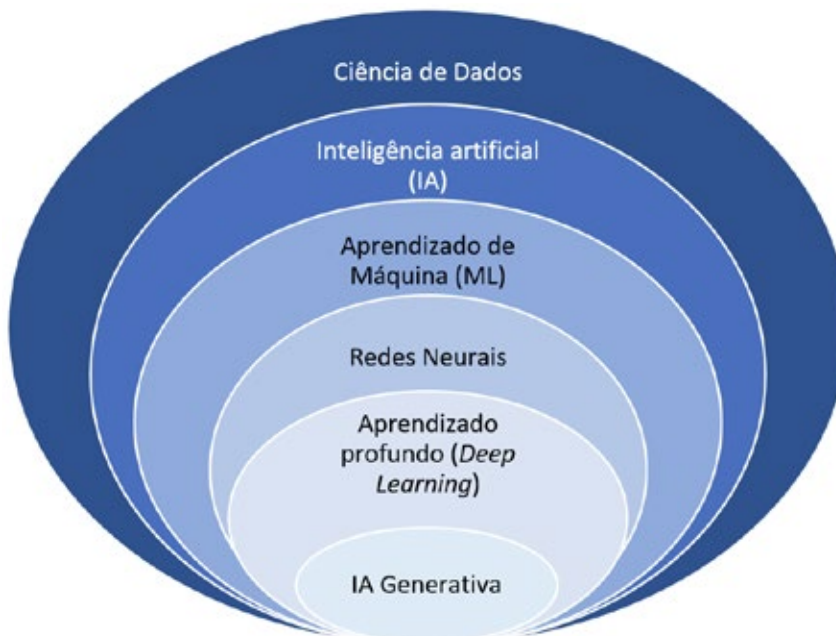 Ciência de Dados
Inteligência artificial
(IA)
Aprendizado de
Máquina (ML)
Redes Neurais
Aprendizado
profundo (Deep
Learning)
IA Generativa